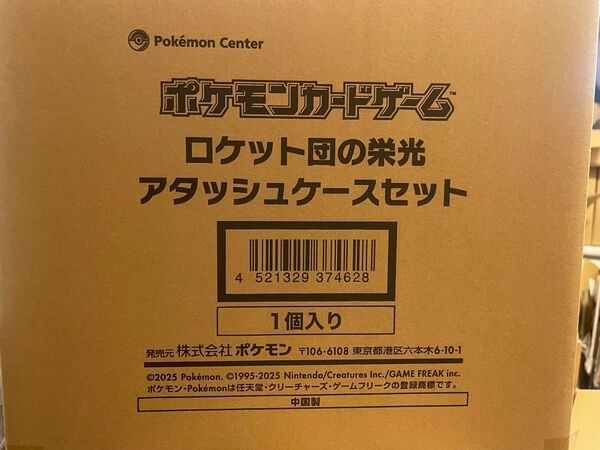 Pokémon Center
ポケモンカードゲーム™
ロケット団の栄光
アタッシュケースセット
4 521329 374628
1個入り
発売元 株式会社 ポケモン 〒106-6108 東京都港区六本木6-10-1
©2025 Pokémon. ©1995-2025 Nintendo/Creatures Inc./GAME FREAK inc.
ポケモン・Pokémonは任天堂・クリーチャーズ・ゲームフリークの登録商標です。
中国製